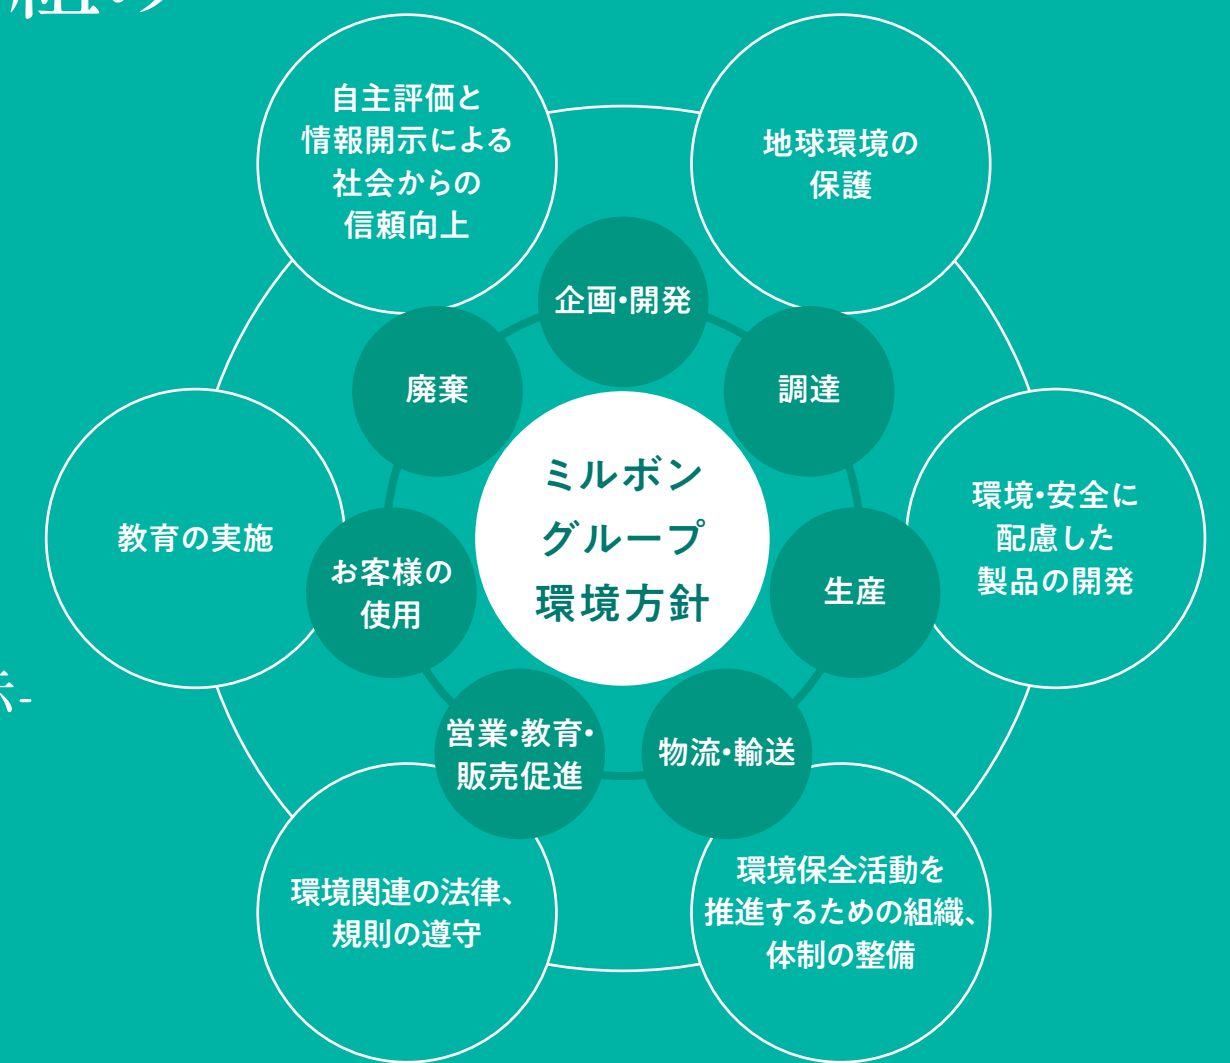 自主評価と
情報開示による
社会からの
信頼向上
地球環境の
保護
企画・開発
廃棄
調達
ミルボン
グループ
環境方針
教育の実施
お客様の
使用
生産
環境・安全に
配慮した
製品の開発
営業・教育・
販売促進
物流・輸送
環境関連の法律、
規則の遵守
環境保全活動を
推進するための組織、
体制の整備